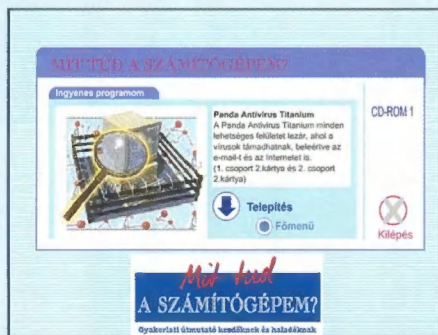 MIT TUD A SZÁMÍTÓGÉPEM?
Ingyenes programom
Panda Antivirus Titanium
A Panda Antivirus Titanium minden
lehetséges felületet lezár, ahol a
vírusok támadhatnak, beleértve az
e-mail-t és az Internetet is.
(1. csoport 2.kártya és 2. csoport
2.kártya)
CD-ROM 1
Telepítés
Főmenü
Kilépés
Mit tud
A SZÁMÍTÓGÉPEM?
Gyakorlati útmutató kezdőknek és haladóknak